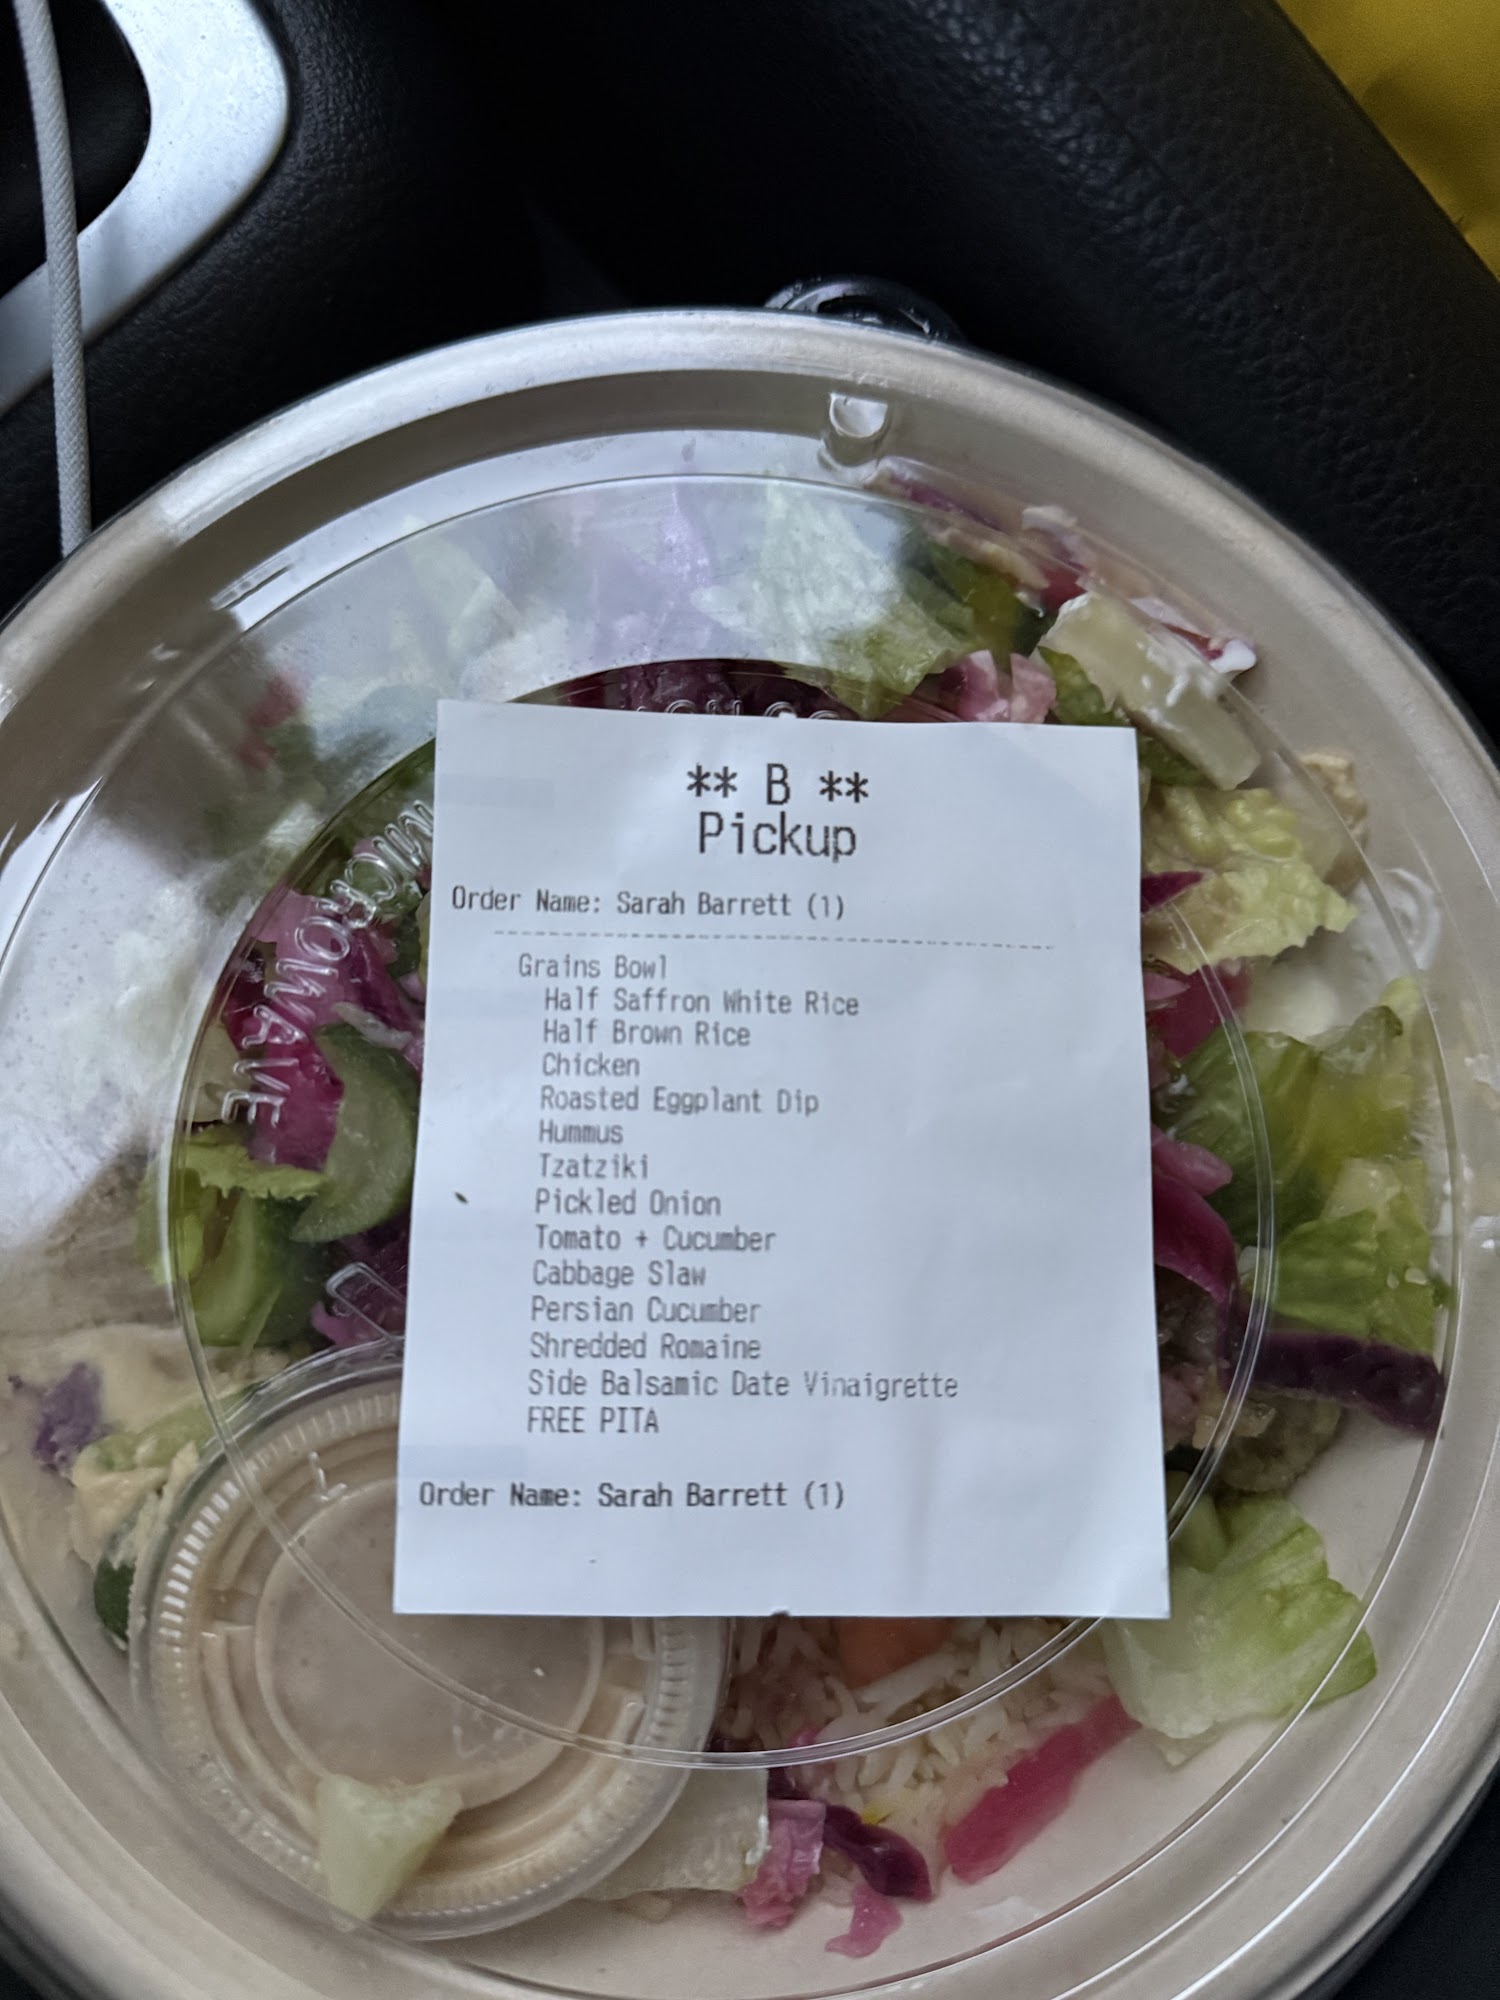 ** B **
Pickup
Order Name: Sarah Barrett (1)
Grains Bowl
Half Saffron White Rice
Half Brown Rice
Chicken
Roasted Eggplant Dip
Hummus
Tzatziki
Pickled Onion
Tomato + Cucumber
Cabbage Slaw
Persian Cucumber
Shredded Romaine
Side Balsamic Date Vinaigrette
FREE PITA
Order Name: Sarah Barrett (1)
MICROWAVE